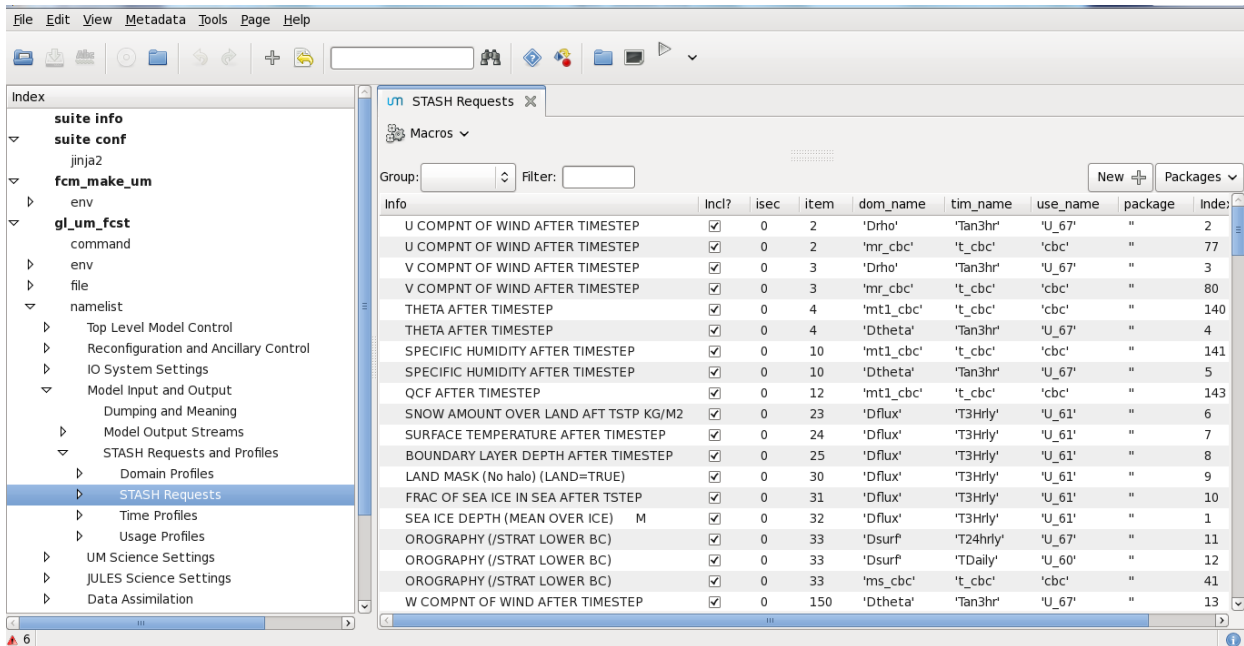 File Edit View Metadata Tools Page Help
Abc
Index
suite info
suite conf
jinja2
fcm_make_um
env
gl_um_fcst
command
env
file
namelist
Top Level Model Control
Reconfiguration and Ancillary Control
IO System Settings
Model Input and Output
Dumping and Meaning
Model Output Streams
STASH Requests and Profiles
Domain Profiles
STASH Requests
Time Profiles
Usage Profiles
UM Science Settings
JULES Science Settings
Data Assimilation
6
um STASH Requests
Macros
Group: Filter: New Packages
Info Incl? isec item dom_name tim_name use_name package Index
U COMPNT OF WIND AFTER TIMESTEP 0 2 'Drho' 'Tan3hr' 'U_67' '' 2
U COMPNT OF WIND AFTER TIMESTEP 0 2 'mr_cbc' 't_cbc' 'cbc' '' 77
V COMPNT OF WIND AFTER TIMESTEP 0 3 'Drho' 'Tan3hr' 'U_67' '' 3
V COMPNT OF WIND AFTER TIMESTEP 0 3 'mr_cbc' 't_cbc' 'cbc' '' 80
THETA AFTER TIMESTEP 0 4 'mt1_cbc' 't_cbc' 'cbc' '' 140
THETA AFTER TIMESTEP 0 4 'Dtheta' 'Tan3hr' 'U_67' '' 4
SPECIFIC HUMIDITY AFTER TIMESTEP 0 10 'mt1_cbc' 't_cbc' 'cbc' '' 141
SPECIFIC HUMIDITY AFTER TIMESTEP 0 10 'Dtheta' 'Tan3hr' 'U_67' '' 5
QCF AFTER TIMESTEP 0 12 'mt1_cbc' 't_cbc' 'cbc' '' 143
SNOW AMOUNT OVER LAND AFT TSTP KG/M2 0 23 'Dflux' 'T3Hrly' 'U_61' '' 6
SURFACE TEMPERATURE AFTER TIMESTEP 0 24 'Dflux' 'T3Hrly' 'U_61' '' 7
BOUNDARY LAYER DEPTH AFTER TIMESTEP 0 25 'Dflux' 'T3Hrly' 'U_61' '' 8
LAND MASK (No halo) (LAND=TRUE) 0 30 'Dflux' 'T3Hrly' 'U_61' '' 9
FRAC OF SEA ICE IN SEA AFTER TSTEP 0 31 'Dflux' 'T3Hrly' 'U_61' '' 10
SEA ICE DEPTH (MEAN OVER ICE) M 0 32 'Dflux' 'T3Hrly' 'U_61' '' 1
OROGRAPHY (/STRAT LOWER BC) 0 33 'Dsurf' 'T24hrly' 'U_67' '' 11
OROGRAPHY (/STRAT LOWER BC) 0 33 'Dsurf' 'TDaily' 'U_60' '' 12
OROGRAPHY (/STRAT LOWER BC) 0 33 'ms_cbc' 't_cbc' 'cbc' '' 41
W COMPNT OF WIND AFTER TIMESTEP 0 150 'Dtheta' 'Tan3hr' 'U_67' '' 13